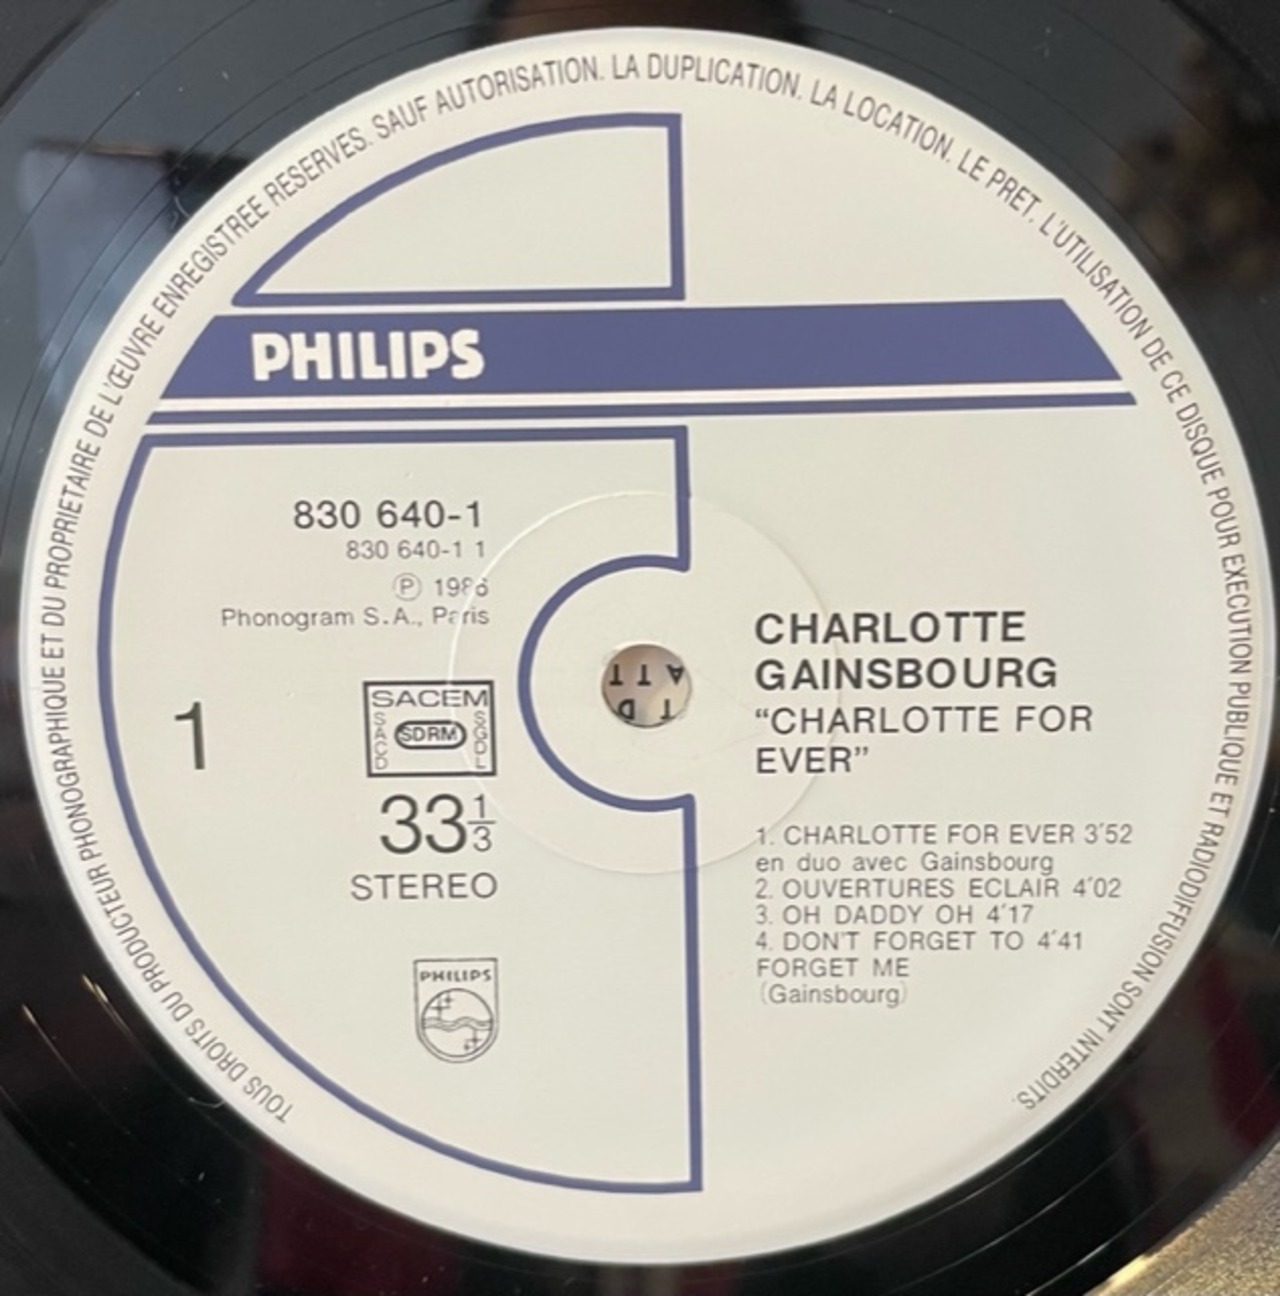 TOUS DROITS DU PRODUCTEUR PHONOGRAPHIQUE ET DU PROPRIETAIRE DE L'ŒUVRE ENREGISTREE RESERVES. SAUF AUTORISATION. LA DUPLICATION. LA LOCATION. LE PRET. L'UTILISATION DE CE DISQUE POUR EXECUTION PUBLIQUE ET RADIODIFFUSION SONT INTERDITS.
PHILIPS
830 640-1
830 640-1 1
Ⓟ 1986
Phonogram S.A., Paris
1
SACEM
SACD
SDRM
SGDL
33 1/3
STEREO
PHILIPS
CHARLOTTE
GAINSBOURG
“CHARLOTTE FOR
EVER”
1. CHARLOTTE FOR EVER 3'52
en duo avec Gainsbourg
2. OUVERTURES ECLAIR 4'02
3. OH DADDY OH 4'17
4. DON'T FORGET TO 4'41
FORGET ME
(Gainsbourg)